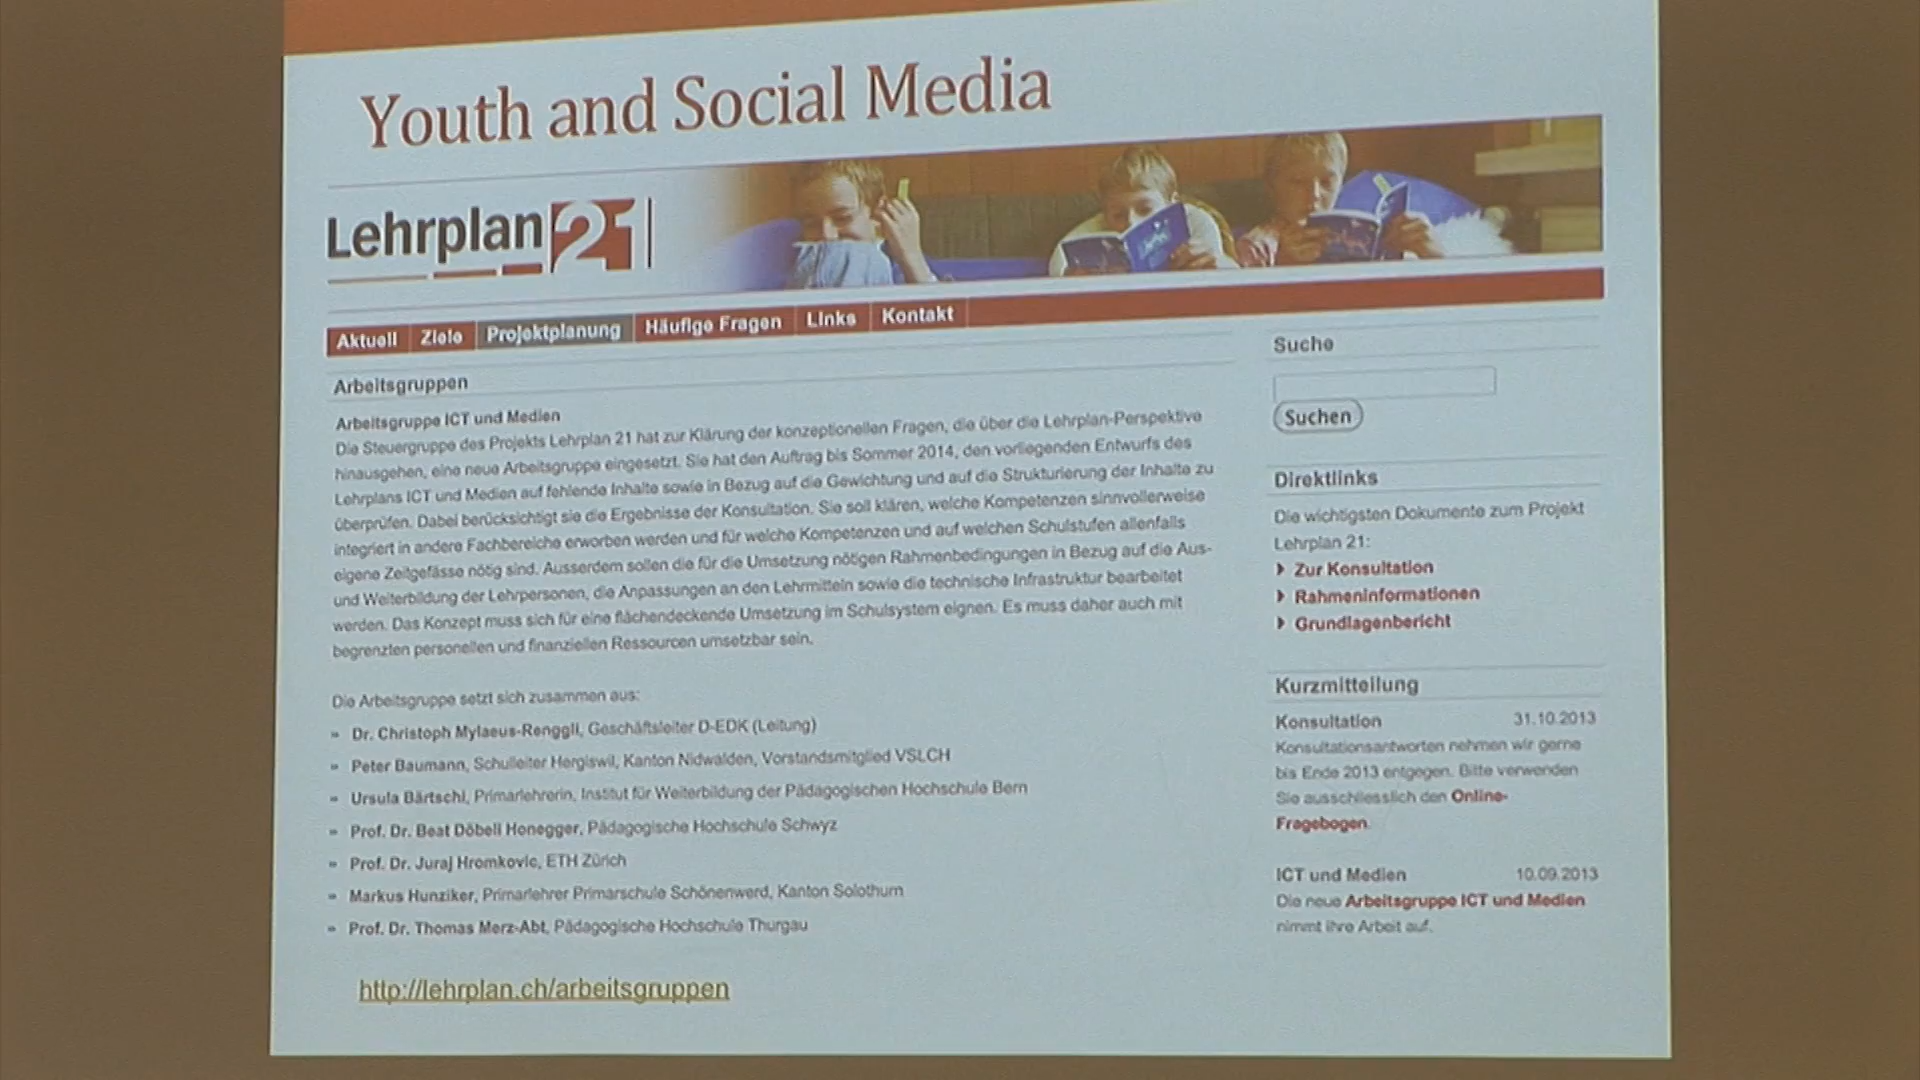 Youth and Social Media
Lehrplan 21
Aktuell Ziele Projektplanung Häufige Fragen Links Kontakt
Arbeitsgruppen
Arbeitsgruppe ICT und Medien
Die Steuergruppe des Projekts Lehrplan 21 hat zur Klärung der konzeptionellen Fragen, die über die Lehrplan-Perspektive
hinausgehen, eine neue Arbeitsgruppe eingesetzt. Sie hat den Auftrag bis Sommer 2014, den vorliegenden Entwurfs des
Lehrplans ICT und Medien auf fehlende Inhalte sowie in Bezug auf die Gewichtung und auf die Strukturierung der Inhalte zu
überprüfen. Dabei berücksichtigt sie die Ergebnisse der Konsultation. Sie soll klären, welche Kompetenzen sinnvollerweise
integriert in andere Fachbereiche erworben werden und für welche Kompetenzen und auf welchen Schulstufen allenfalls
eigene Zeitgefässe nötig sind. Ausserdem sollen die für die Umsetzung nötigen Rahmenbedingungen in Bezug auf die Aus-
und Weiterbildung der Lehrpersonen, die Anpassungen an den Lehrmitteln sowie die technische Infrastruktur bearbeitet
werden. Das Konzept muss sich für eine flächendeckende Umsetzung im Schulsystem eignen. Es muss daher auch mit
begrenzten personellen und finanziellen Ressourcen umsetzbar sein.
Die Arbeitsgruppe setzt sich zusammen aus:
» Dr. Christoph Mylaeus-Renggli, Geschäftsleiter D-EDK (Leitung)
» Peter Baumann, Schulleiter Hergiswil, Kanton Nidwalden, Vorstandsmitglied VSLCH
» Ursula Bärtschi, Primarlehrerin, Institut für Weiterbildung der Pädagogischen Hochschule Bern
» Prof. Dr. Beat Döbeli Honegger, Pädagogische Hochschule Schwyz
» Prof. Dr. Juraj Hromkovic, ETH Zürich
» Markus Hunziker, Primarlehrer Primarschule Schönenwerd, Kanton Solothurn
» Prof. Dr. Thomas Merz-Abt, Pädagogische Hochschule Thurgau
http://lehrplan.ch/arbeitsgruppen
Suche
Suchen
Direktlinks
Die wichtigsten Dokumente zum Projekt
Lehrplan 21:
Zur Konsultation
Rahmeninformationen
Grundlagenbericht
Kurzmitteilung
Konsultation 31.10.2013
Konsultationsantworten nehmen wir gerne
bis Ende 2013 entgegen. Bitte verwenden
Sie ausschliesslich den Online-
Fragebogen.
ICT und Medien 10.09.2013
Die neue Arbeitsgruppe ICT und Medien
nimmt ihre Arbeit auf.